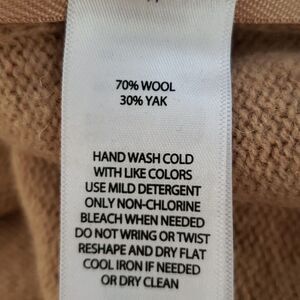 70% WOOL
30% YAK
HAND WASH COLD
WITH LIKE COLORS
USE MILD DETERGENT
ONLY NON-CHLORINE
BLEACH WHEN NEEDED
DO NOT WRING OR TWIST
RESHAPE AND DRY FLAT
COOL IRON IF NEEDED
OR DRY CLEAN